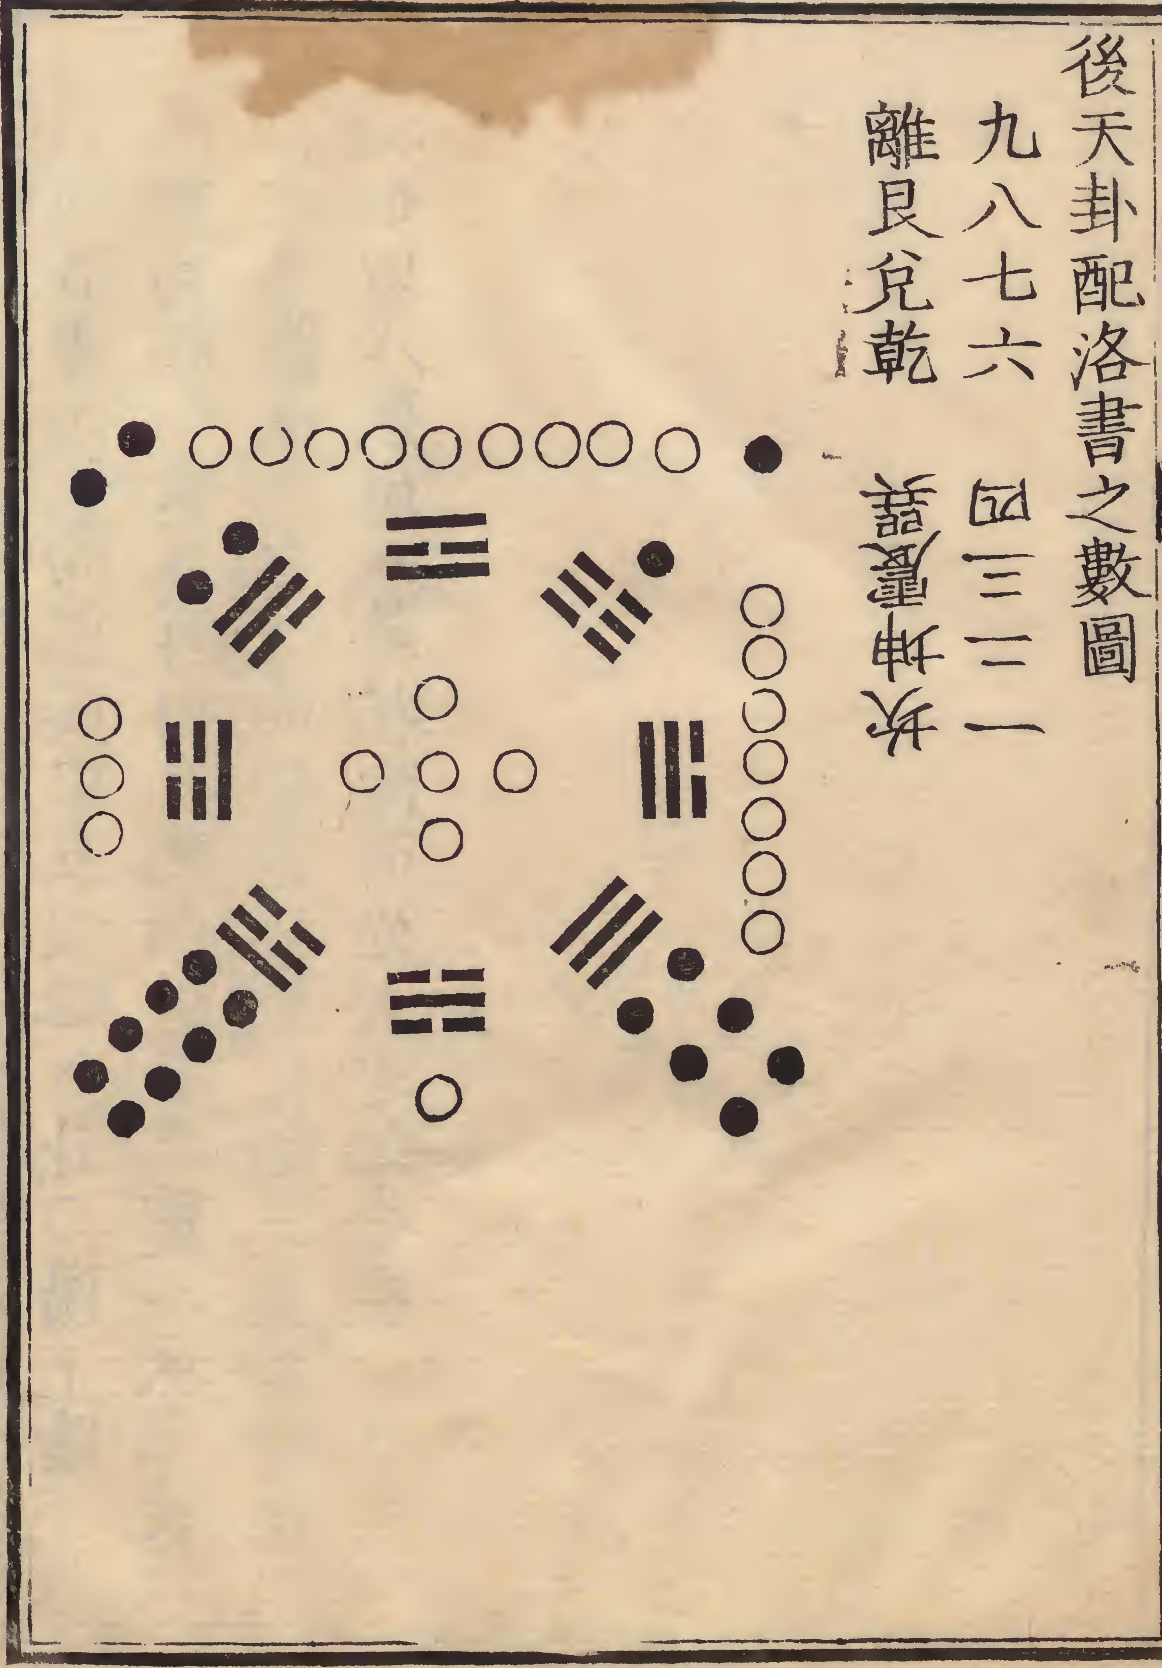 後天卦配洛書之數圖
九八七六 四三二一
離艮兌乾 巽震坤坎